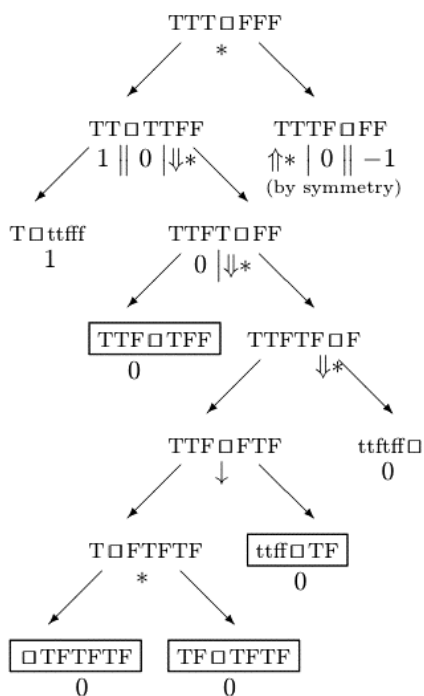 TTT□FFF
*
TT□TTFF TTTF□FF
1 || 0 |⇓* ⇑* | 0 || −1
(by symmetry)
T□ttfff TTFT□FF
1 0 |⇓*
TTF□TFF TTFTF□F
0 ⇓*
TTF□FTF ttftff□
↓ 0
T□FTFTF ttff□TF
* 0
□TFTFTF TF□TFTF
0 0